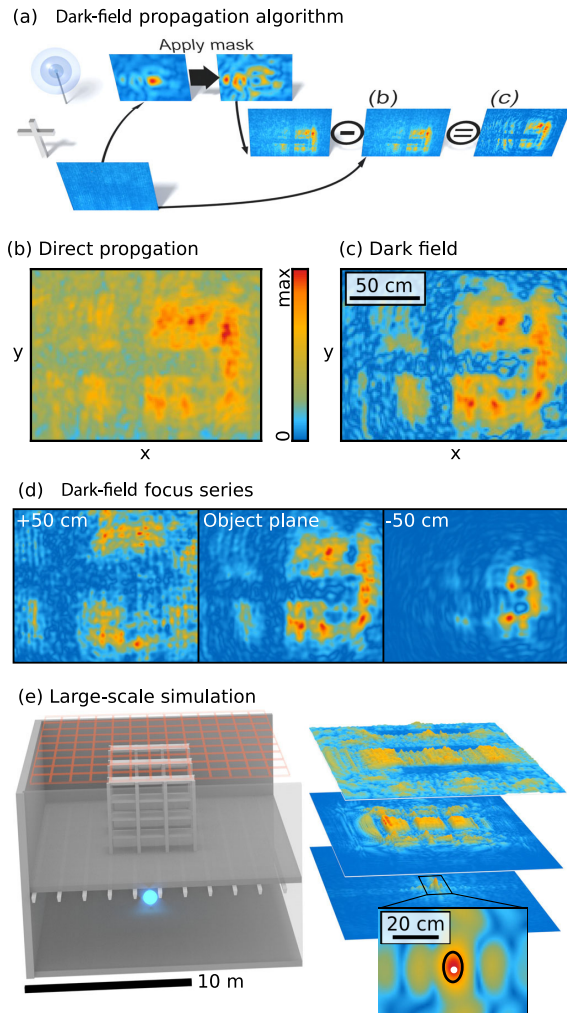 (a) Dark-field propagation algorithm
Apply mask
(b)
(c)
(b) Direct propgation
(c) Dark field
max
0
50 cm
y
x
y
x
(d) Dark-field focus series
+50 cm
Object plane
-50 cm
(e) Large-scale simulation
10 m
20 cm